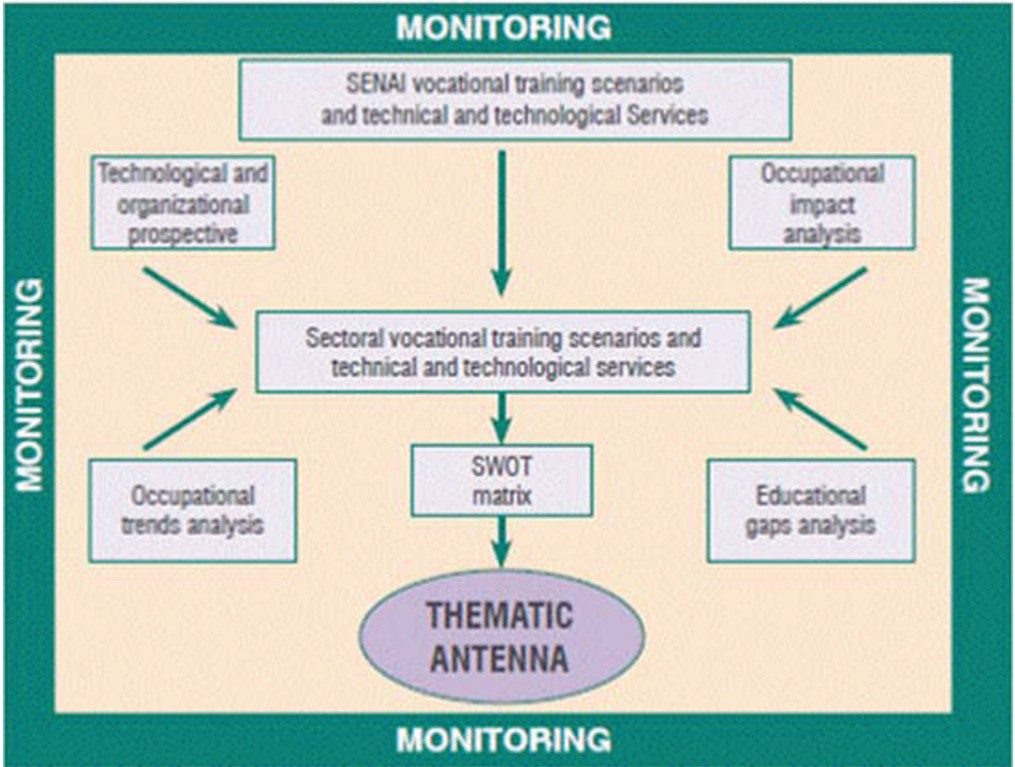 MONITORING
SENAI vocational training scenarios
and technical and technological Services
Technological and
organizational
prospective
Occupational
impact
analysis
MONITORING
MONITORING
Sectoral vocational training scenarios and
technical and technological services
Occupational
trends analysis
SWOT
matrix
Educational
gaps analysis
THEMATIC
ANTENNA
MONITORING